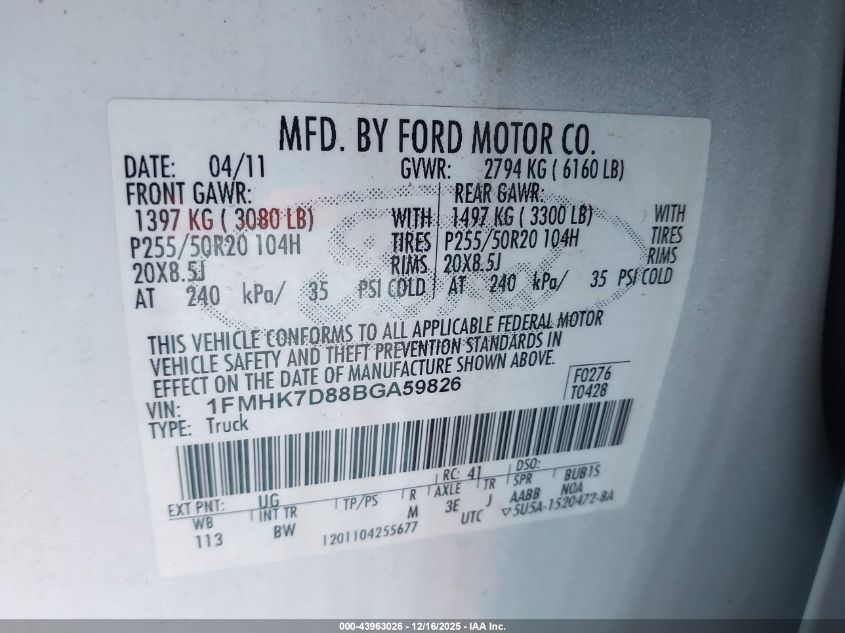 MFD. BY FORD MOTOR CO.
DATE: 04/11 GVWR: 2794 KG ( 6160 LB)
FRONT GAWR: REAR GAWR:
1397 KG ( 3080 LB) WITH 1497 KG ( 3300 LB) WITH
P255/50R20 104H TIRES P255/50R20 104H TIRES
20X8.5J RIMS 20X8.5J RIMS
AT 240 kPa/ 35 PSI COLD AT 240 kPa/ 35 PSI COLD
THIS VEHICLE CONFORMS TO ALL APPLICABLE FEDERAL MOTOR
VEHICLE SAFETY AND THEFT PREVENTION STANDARDS IN
EFFECT ON THE DATE OF MANUFACTURE SHOWN ABOVE.
VIN: 1FMHK7D88BGA59826 F0276
TYPE: Truck T0428
EXT PNT: UG RC: 41 DSO:
WB INT TR TP/PS R AXLE TR SPR BUB1S
113 BW M 3E J AABB NOA
1201104255677 UTC ▽5U5A-1520472-BA
000-43963026 - 12/16/2025 - IAA Inc.